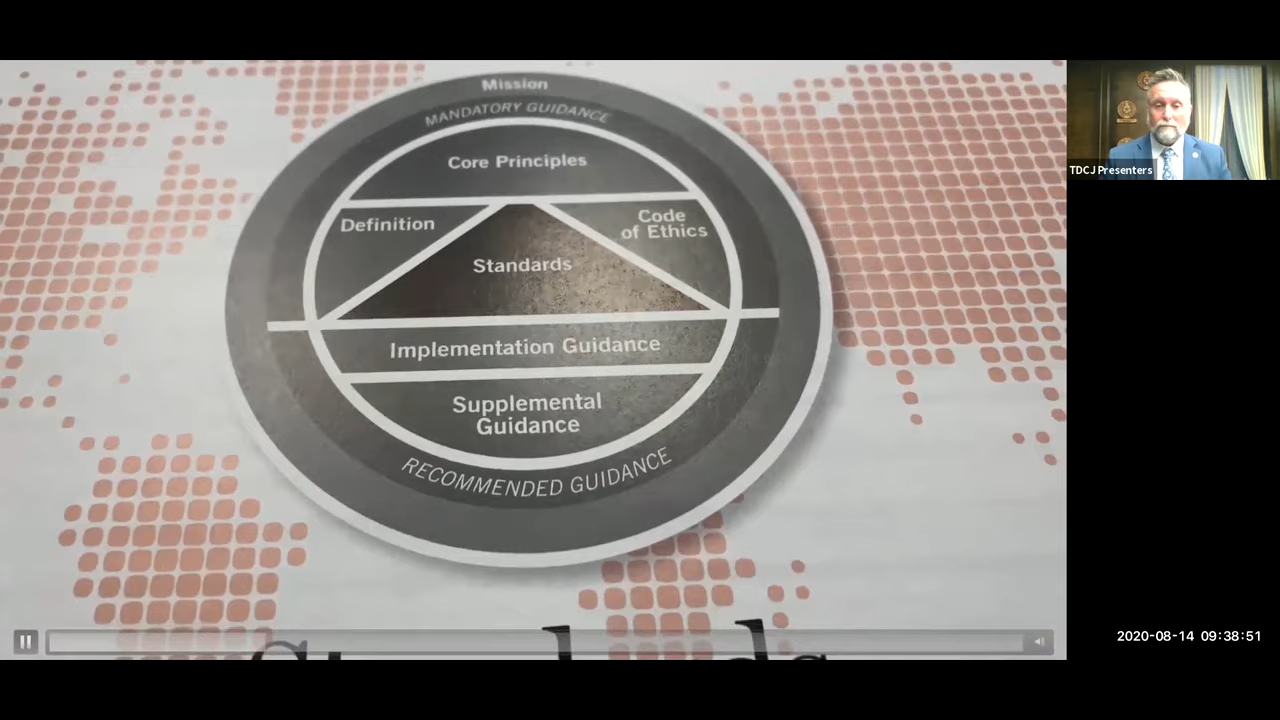 Mission
MANDATORY GUIDANCE
Core Principles
Definition
Code
of Ethics
Standards
Implementation Guidance
Supplemental
Guidance
RECOMMENDED GUIDANCE
TDCJ Presenters
2020-08-14 09:38:51